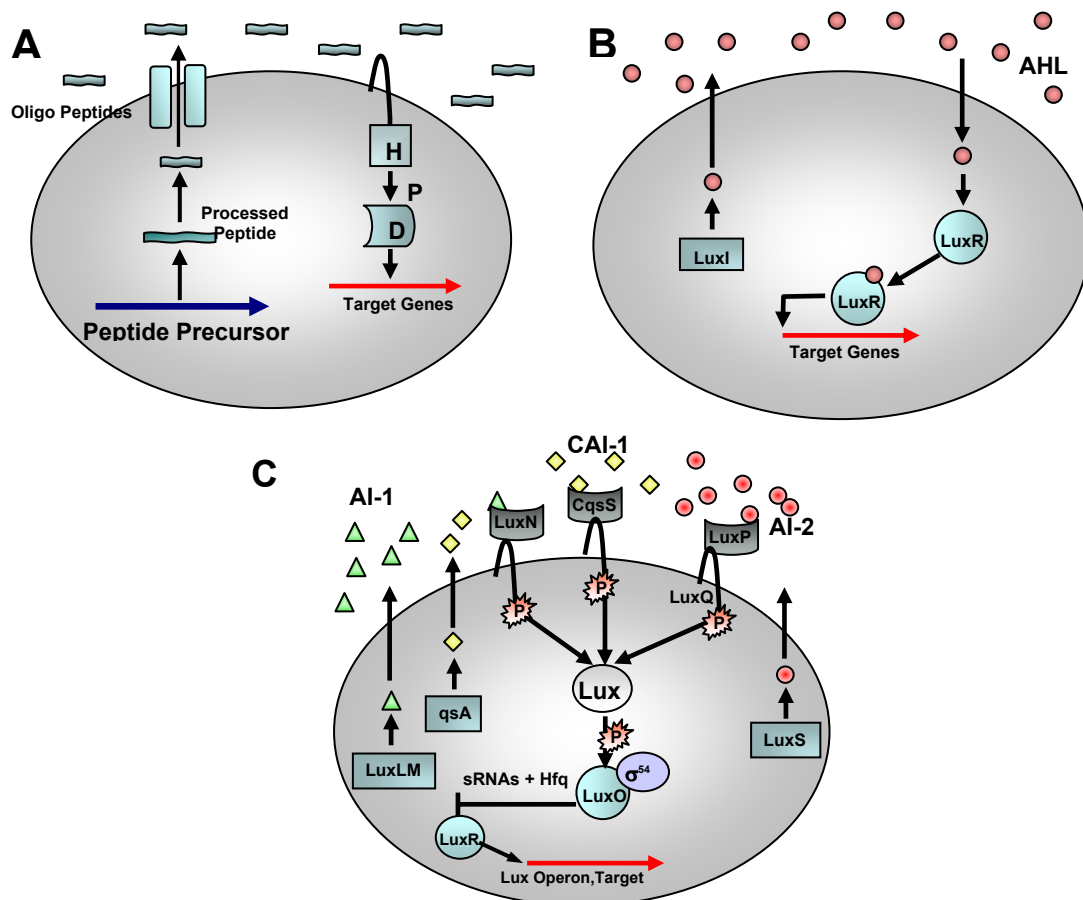 A
Oligo Peptides
H
P
Processed
Peptide
D
Target Genes
Peptide Precursor
B
AHL
LuxI
LuxR
LuxR
Target Genes
C
CAI-1
AI-1
LuxN
CqsS
LuxP
AI-2
P
P
LuxQ
P
Lux
qsA
P
LuxLM
LuxS
σ54
sRNAs + Hfq
LuxO
LuxR
Lux Operon,Target